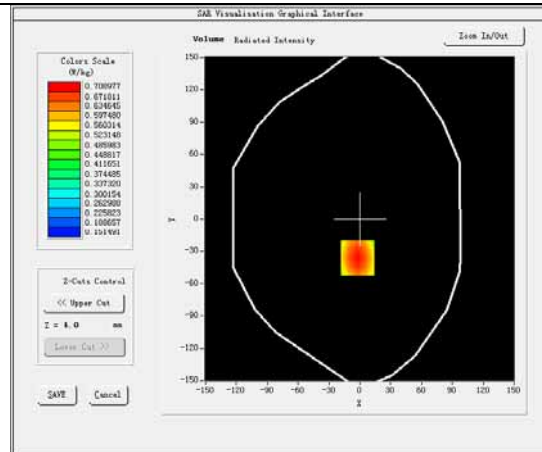 SAR Visualisation Graphical Interface
Volume Radiated Intensity
Zoom In/Out
Colors Scale
(W/kg)
0.708977
0.671811
0.634645
0.597480
0.560314
0.523148
0.485983
0.448817
0.411651
0.374485
0.337320
0.300154
0.262988
0.225823
0.188657
0.151491
Z-Cuts Control
<< Upper Cut
Z = 4.0 mm
Lower Cut >>
SAVE
Cancel
150
120
90
60
30
0
-30
-60
-90
-120
-150
Y
-150 -120 -90 -60 -30 0 30 60 90 120 150
X